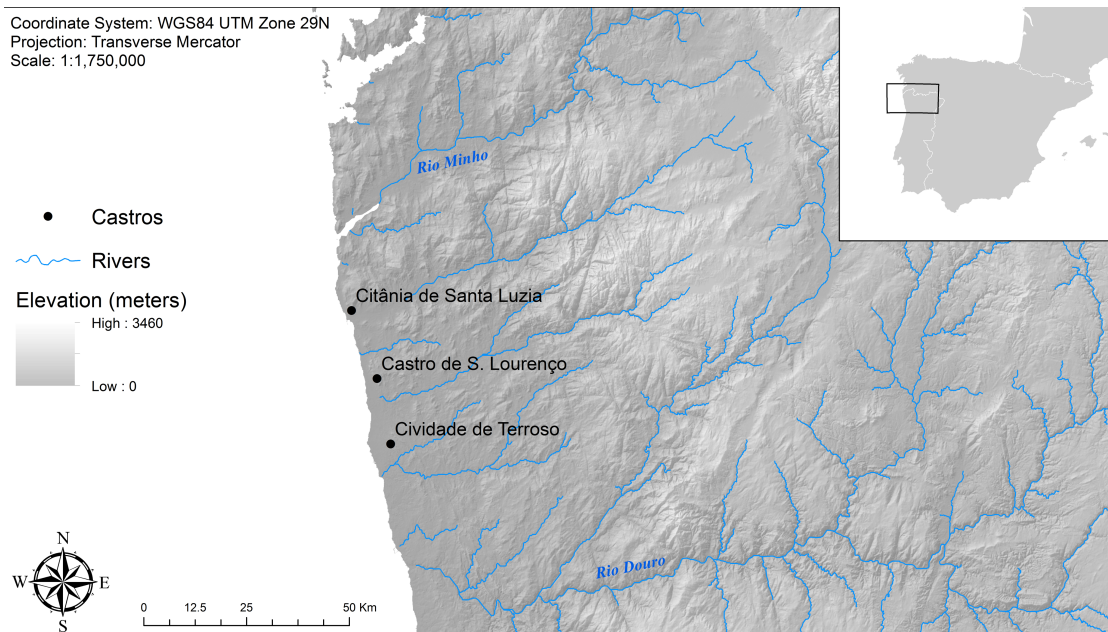 Coordinate System: WGS84 UTM Zone 29N
Projection: Transverse Mercator
Scale: 1:1,750,000
Rio Minho
Castros
Rivers
Elevation (meters)
High : 3460
Low : 0
Citânia de Santa Luzia
Castro de S. Lourenço
Cividade de Terroso
Rio Douro
N
W
E
S
0 12.5 25 50 Km